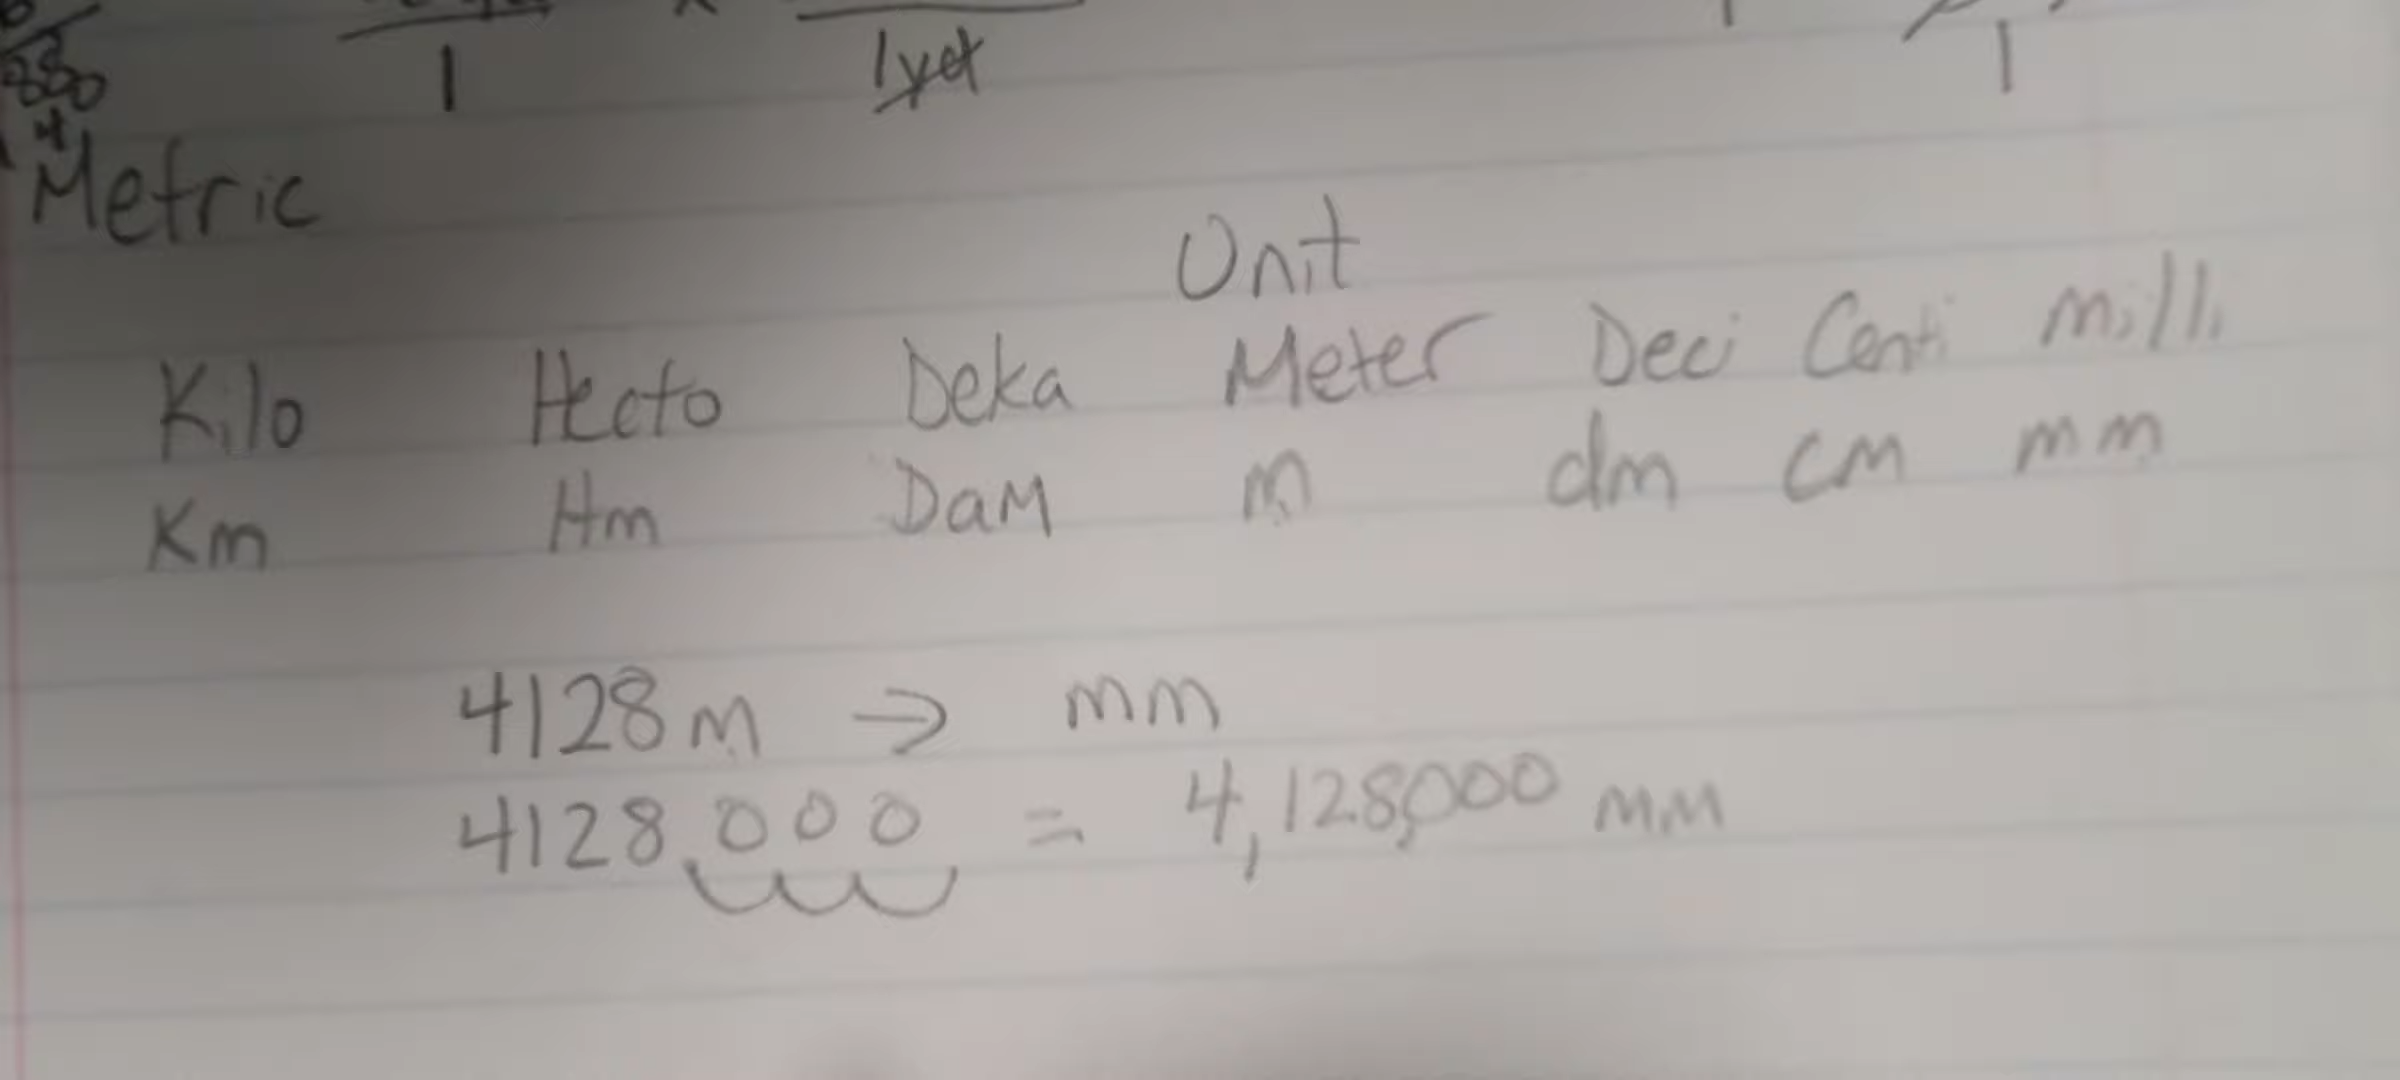 1 1yd 1
Metric
Unit
Kilo Hecto Deka Meter Deci Centi Milli
Km Hm DaM m dm cm mm
4128m → mm
4128.000 = 4,128,000 mm